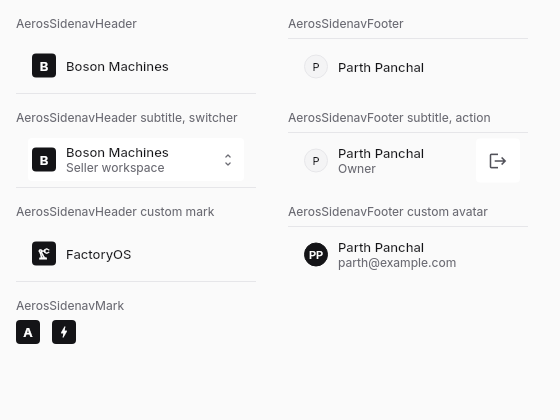 AerosSidenavHeader
B Boson Machines
AerosSidenavHeader subtitle, switcher
B Boson Machines
Seller workspace
AerosSidenavHeader custom mark
FactoryOS
AerosSidenavMark
A
AerosSidenavFooter
P Parth Panchal
AerosSidenavFooter subtitle, action
P Parth Panchal
Owner
AerosSidenavFooter custom avatar
PP Parth Panchal
parth@example.com